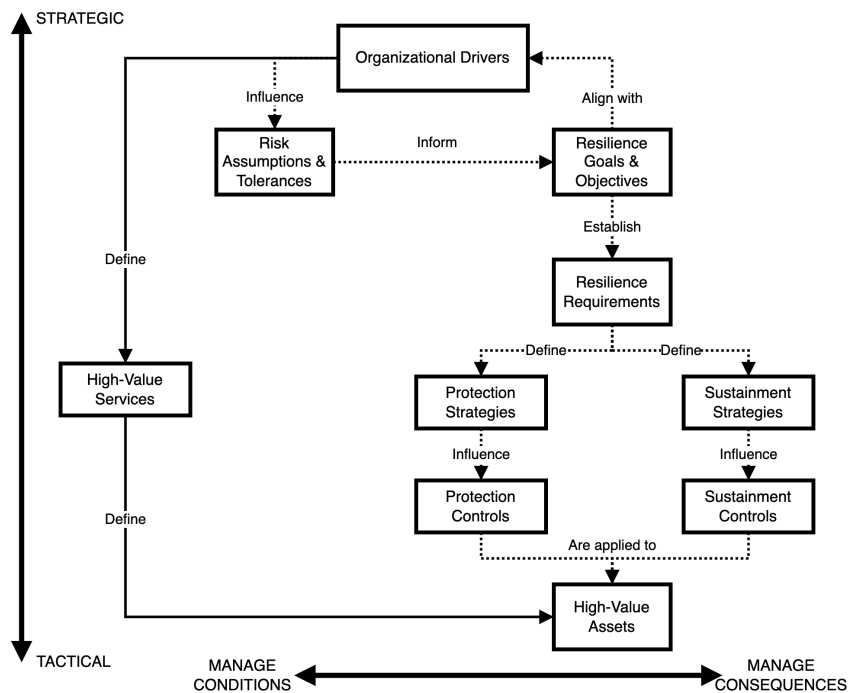 STRATEGIC
Organizational Drivers
Influence
Align with
Risk
Assumptions &
Tolerances
Inform
Resilience
Goals &
Objectives
Establish
Define
Resilience
Requirements
Define
Define
High-Value
Services
Protection
Strategies
Sustainment
Strategies
Influence
Influence
Protection
Controls
Sustainment
Controls
Define
Are applied to
High-Value
Assets
TACTICAL
MANAGE
CONDITIONS
MANAGE
CONSEQUENCES